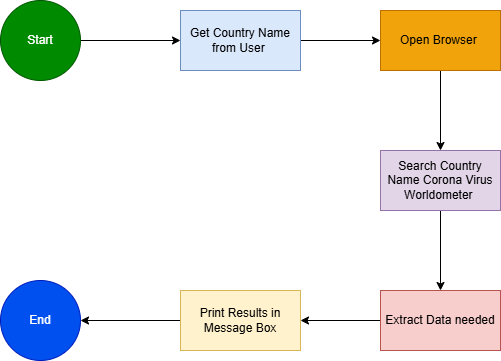 Start
Get Country Name
from User
Open Browser
Search Country
Name Corona Virus
Worldometer
Extract Data needed
Print Results in
Message Box
End